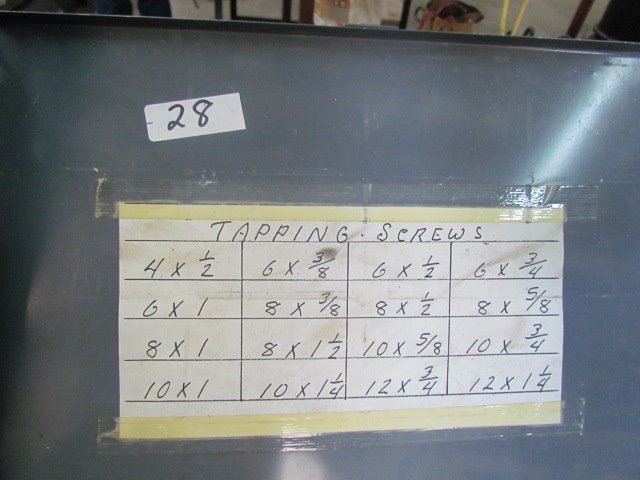 28
TAPPING. SCREWS
4 X 1/2 6 X 3/8 6 X 1/2 6 X 3/4
6 X 1 8 X 3/8 8 X 1/2 8 X 5/8
8 X 1 8 X 1 1/2 10 X 5/8 10 X 3/4
10 X 1 10 X 1 1/4 12 X 3/4 12 X 1 1/4